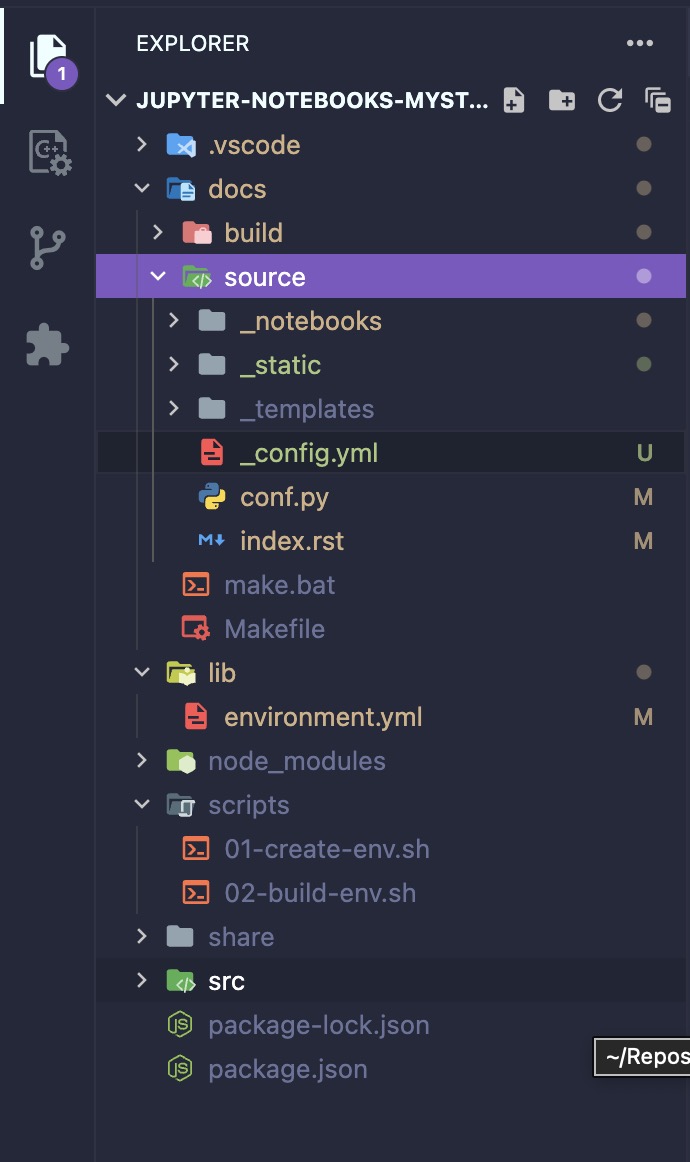 EXPLORER
1
JUPYTER-NOTEBOOKS-MYST...
.vscode
docs
build
source
_notebooks
_static
_templates
_config.yml U
conf.py M
index.rst M
make.bat
Makefile
lib
environment.yml M
node_modules
scripts
01-create-env.sh
02-build-env.sh
share
src
package-lock.json
~/Repos
package.json